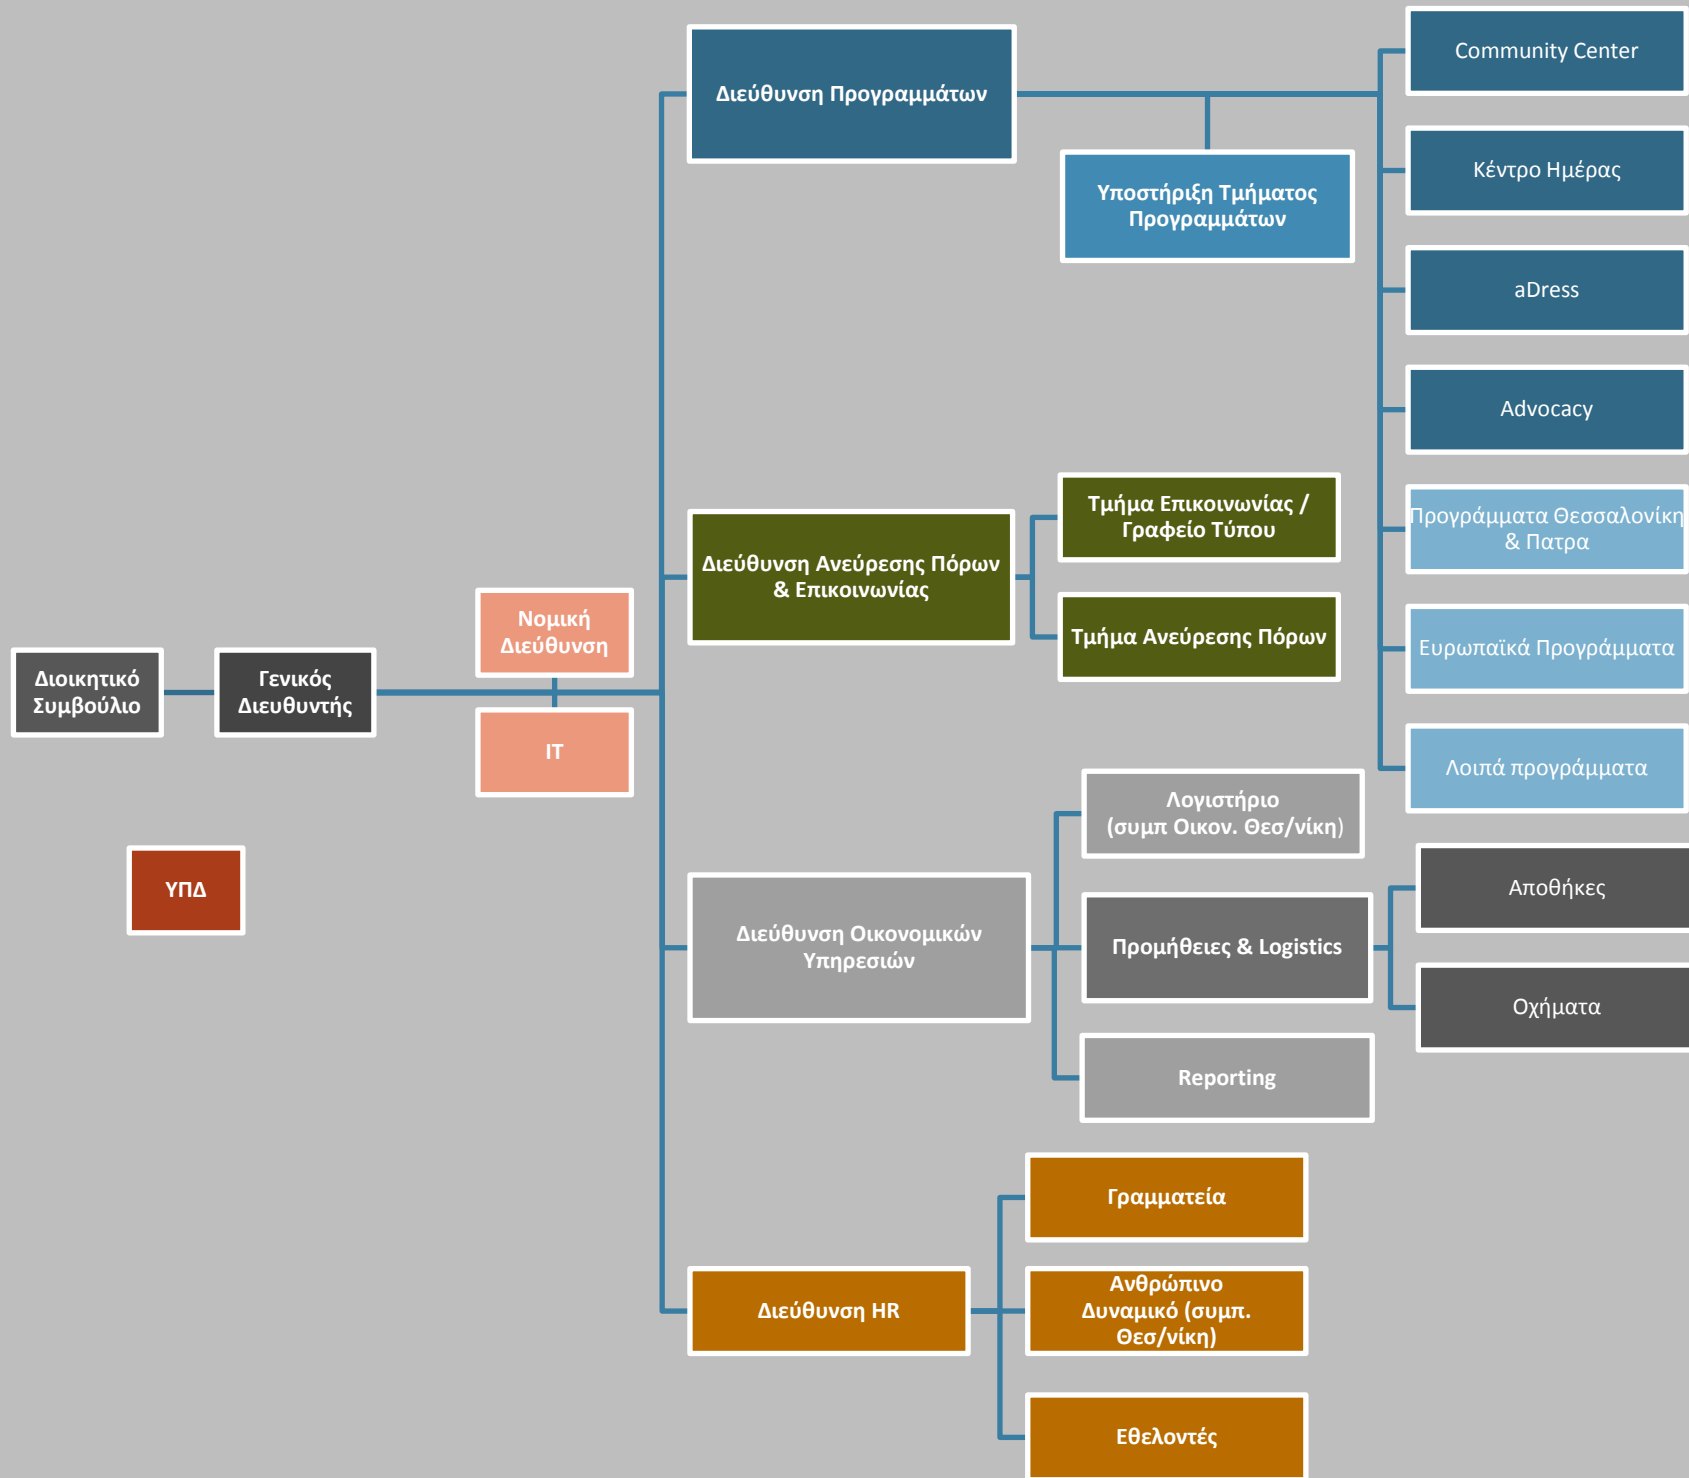 Διοικητικό
Συμβούλιο
Γενικός
Διευθυντής
ΥΠΔ
Νομική
Διεύθυνση
IT
Διεύθυνση Προγραμμάτων
Υποστήριξη Τμήματος
Προγραμμάτων
Community Center
Κέντρο Ημέρας
aDress
Advocacy
Προγράμματα Θεσσαλονίκη
& Πατρα
Ευρωπαϊκά Προγράμματα
Λοιπά προγράμματα
Διεύθυνση Ανεύρεσης Πόρων
& Επικοινωνίας
Τμήμα Επικοινωνίας /
Γραφείο Τύπου
Τμήμα Ανεύρεσης Πόρων
Διεύθυνση Οικονομικών
Υπηρεσιών
Λογιστήριο
(συμπ Οικον. Θεσ/νίκη)
Προμήθειες & Logistics
Αποθήκες
Οχήματα
Reporting
Διεύθυνση HR
Γραμματεία
Ανθρώπινο
Δυναμικό (συμπ.
Θεσ/νίκη)
Εθελοντές